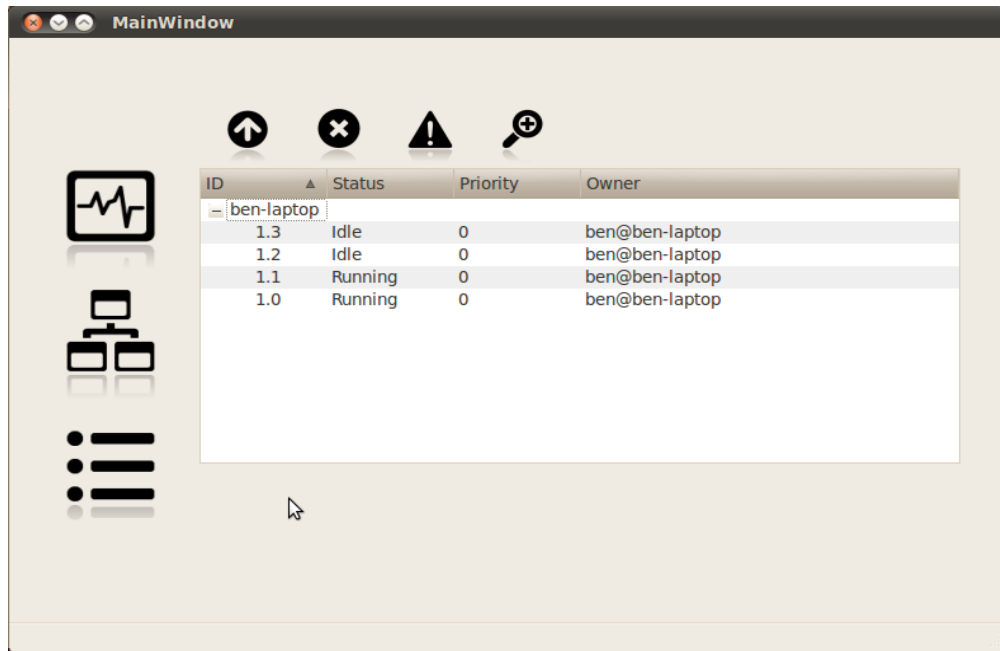 MainWindow
ID Status Priority Owner
ben-laptop
1.3 Idle 0 ben@ben-laptop
1.2 Idle 0 ben@ben-laptop
1.1 Running 0 ben@ben-laptop
1.0 Running 0 ben@ben-laptop